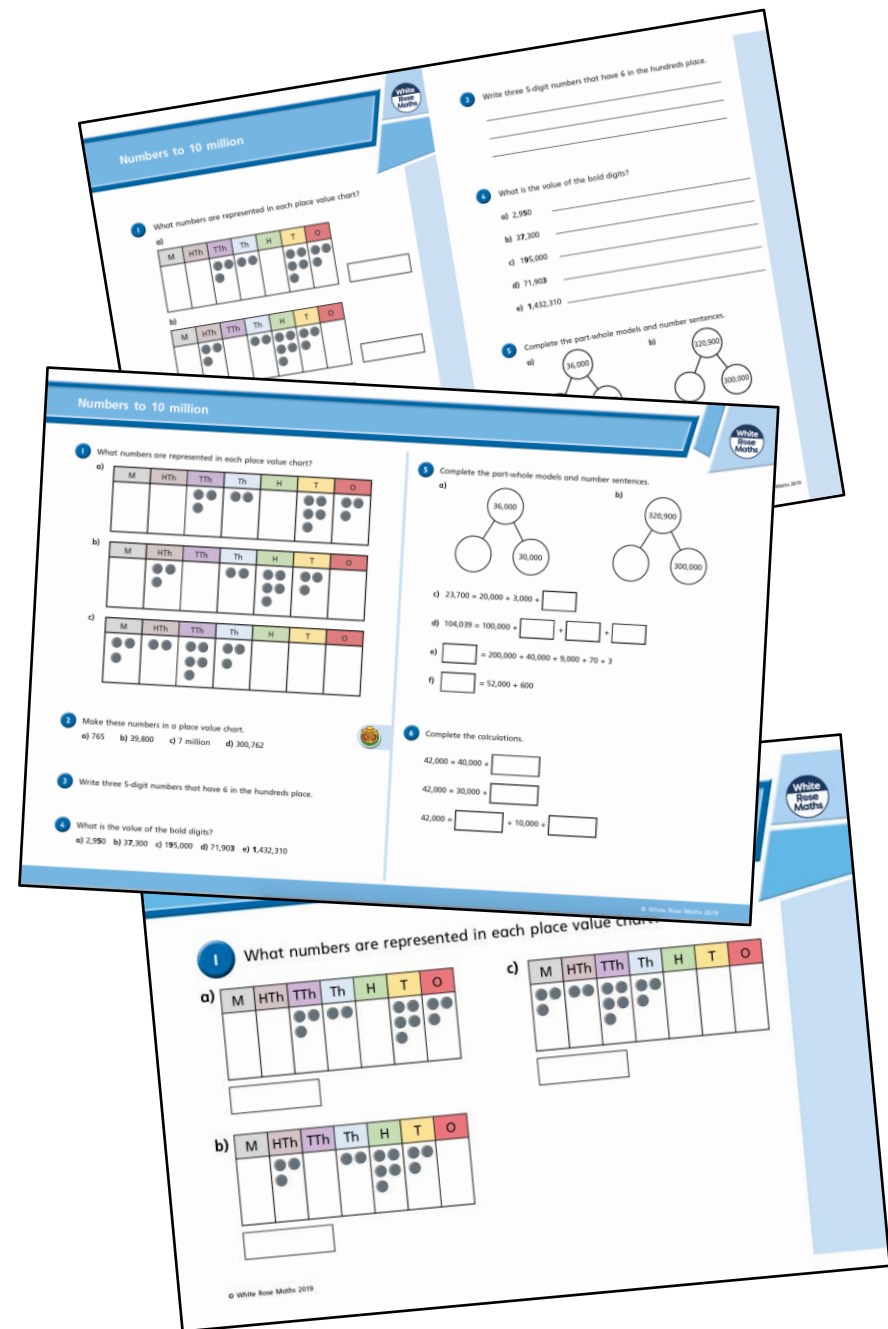 Numbers to 10 million
White
Rose
Maths
1 What numbers are represented in each place value chart?
a)
M HTh TTh Th H T O
b)
M HTh TTh Th H T O
3 Write three 5-digit numbers that have 6 in the hundreds place.
4 What is the value of the bold digits?
a) 2,950
b) 37,300
c) 195,000
d) 71,903
e) 1,432,310
5 Complete the part-whole models and number sentences.
a) b)
36,000 320,900
300,000
Maths 2019
Numbers to 10 million
White
Rose
Maths
1 What numbers are represented in each place value chart?
a)
M HTh TTh Th H T O
b)
M HTh TTh Th H T O
c)
M HTh TTh Th H T O
2 Make these numbers in a place value chart.
a) 765 b) 39,800 c) 7 million d) 300,762
3 Write three 5-digit numbers that have 6 in the hundreds place.
4 What is the value of the bold digits?
a) 2,950 b) 37,300 c) 195,000 d) 71,903 e) 1,432,310
5 Complete the part-whole models and number sentences.
a) b)
36,000 320,900
30,000 300,000
c) 23,700 = 20,000 + 3,000 +
d) 104,039 = 100,000 + + +
e) = 200,000 + 40,000 + 9,000 + 70 + 3
f) = 52,000 + 600
6 Complete the calculations.
42,000 = 40,000 +
42,000 = 30,000 +
42,000 = + 10,000 +
© White Rose Maths 2019
White
Rose
Maths
1 What numbers are represented in each place value chart?
a) M HTh TTh Th H T O
c) M HTh TTh Th H T O
b) M HTh TTh Th H T O
© White Rose Maths 2019